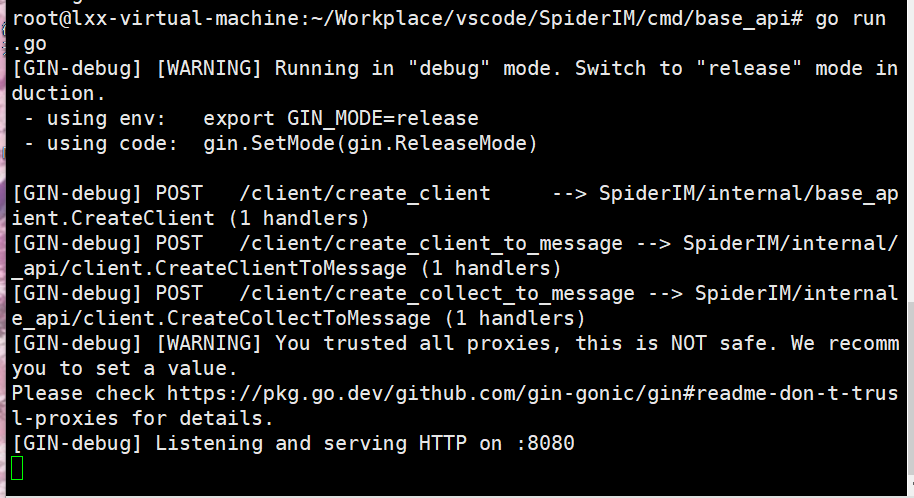 root@lxx-virtual-machine:~/Workplace/vscode/SpiderIM/cmd/base_api# go run
.go
[GIN-debug] [WARNING] Running in "debug" mode. Switch to "release" mode in
duction.
 - using env:   export GIN_MODE=release
 - using code:  gin.SetMode(gin.ReleaseMode)

[GIN-debug] POST   /client/create_client     --> SpiderIM/internal/base_ap
ient.CreateClient (1 handlers)
[GIN-debug] POST   /client/create_client_to_message --> SpiderIM/internal/
_api/client.CreateClientToMessage (1 handlers)
[GIN-debug] POST   /client/create_collect_to_message --> SpiderIM/internal
e_api/client.CreateCollectToMessage (1 handlers)
[GIN-debug] [WARNING] You trusted all proxies, this is NOT safe. We recomm
you to set a value.
Please check https://pkg.go.dev/github.com/gin-gonic/gin#readme-don-t-trus
l-proxies for details.
[GIN-debug] Listening and serving HTTP on :8080